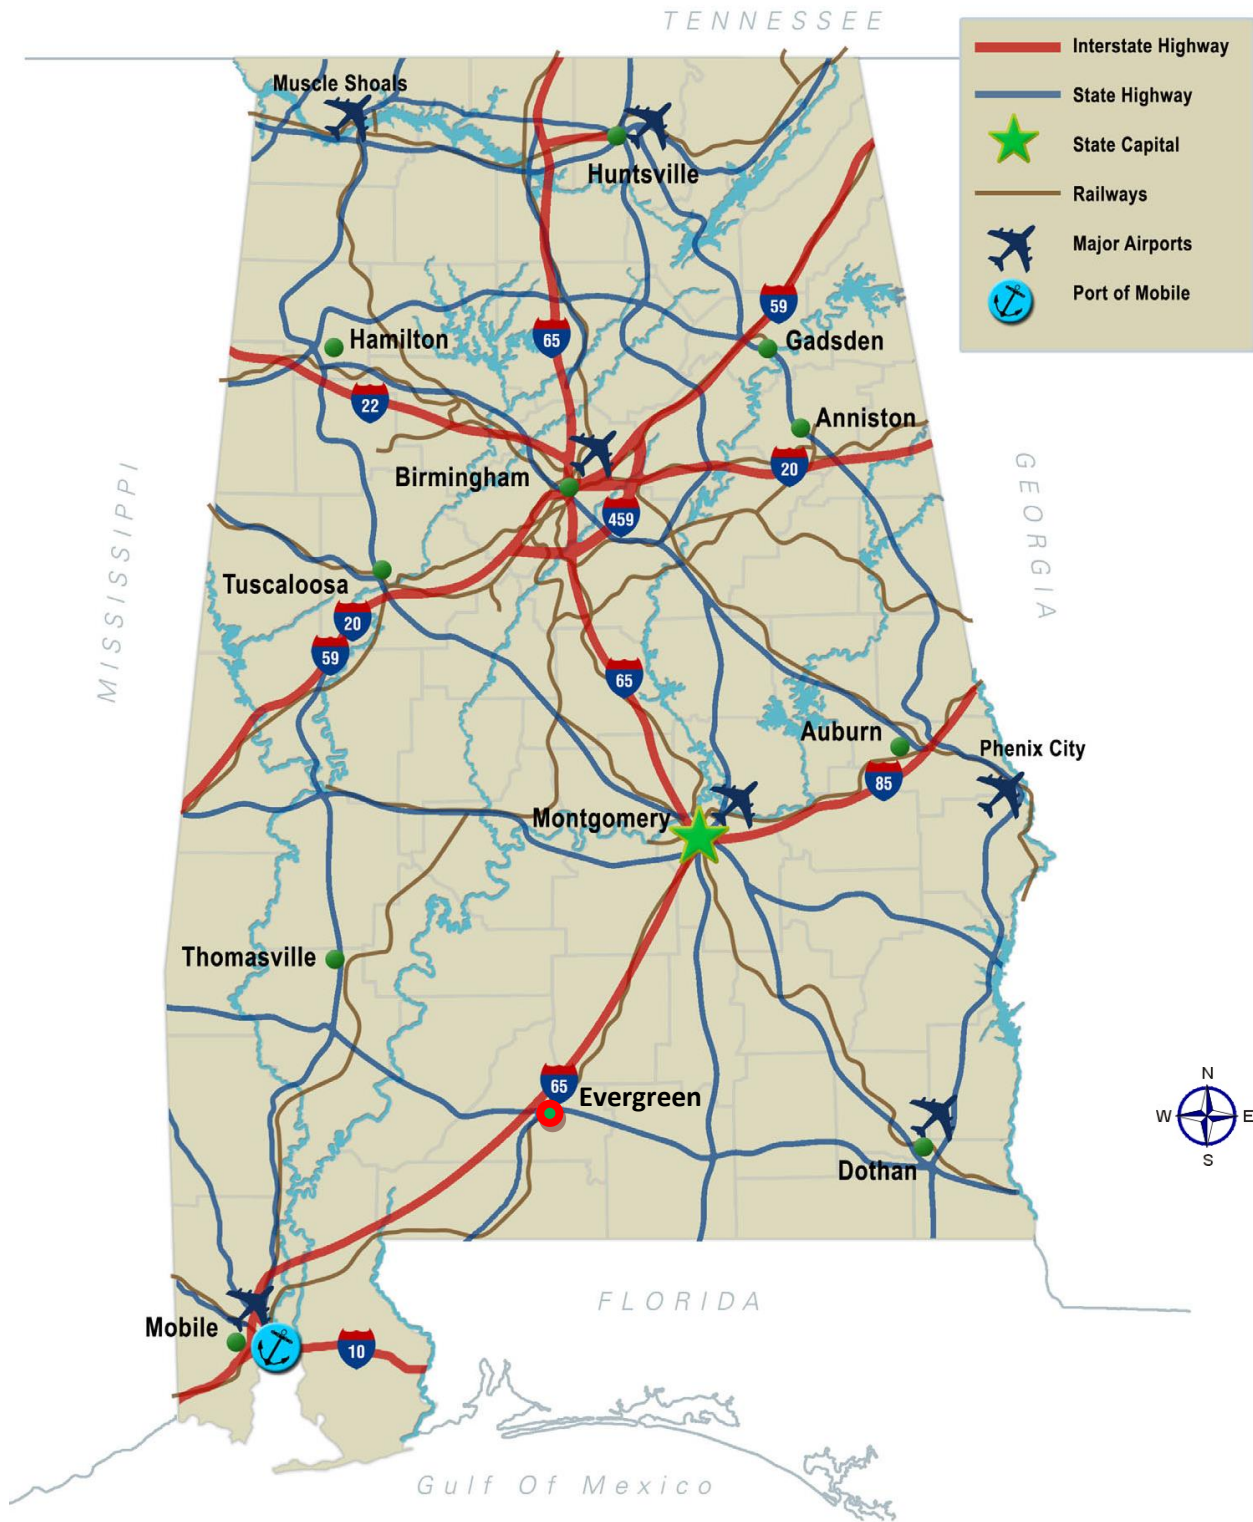 TENNESSEE
Interstate Highway
State Highway
State Capital
Railways
Major Airports
Port of Mobile
Muscle Shoals
Huntsville
59
65
Hamilton
Gadsden
22
Anniston
MISSISSIPPI
GEORGIA
Birmingham
20
459
Tuscaloosa
20
59
65
Auburn
Phenix City
85
Montgomery
Thomasville
65
Evergreen
N
W
E
S
Dothan
FLORIDA
Mobile
10
Gulf Of Mexico